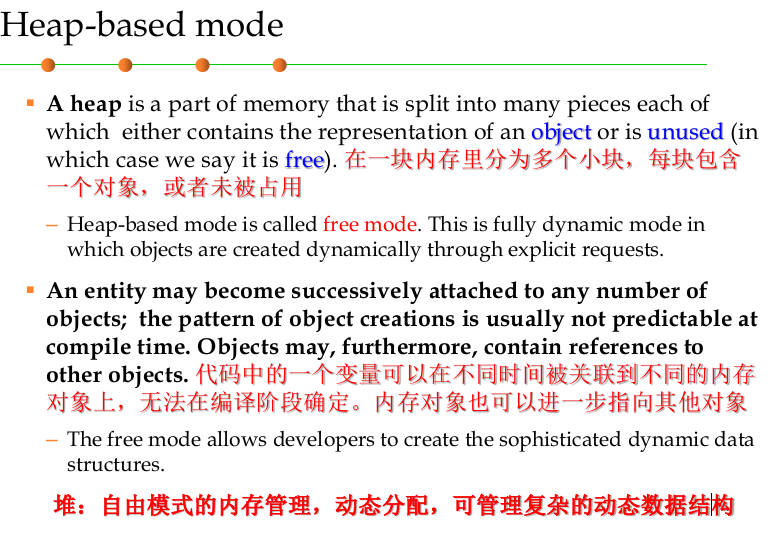 Heap-based mode
A heap is a part of memory that is split into many pieces each of
which either contains the representation of an object or is unused (in
which case we say it is free). 在一块内存里分为多个小块，每块包含
一个对象，或者未被占用
– Heap-based mode is called free mode. This is fully dynamic mode in
which objects are created dynamically through explicit requests.
An entity may become successively attached to any number of
objects; the pattern of object creations is usually not predictable at
compile time. Objects may, furthermore, contain references to
other objects. 代码中的一个变量可以在不同时间被关联到不同的内存
对象上，无法在编译阶段确定。内存对象也可以进一步指向其他对象
– The free mode allows developers to create the sophisticated dynamic data
structures.
堆：自由模式的内存管理，动态分配，可管理复杂的动态数据结构